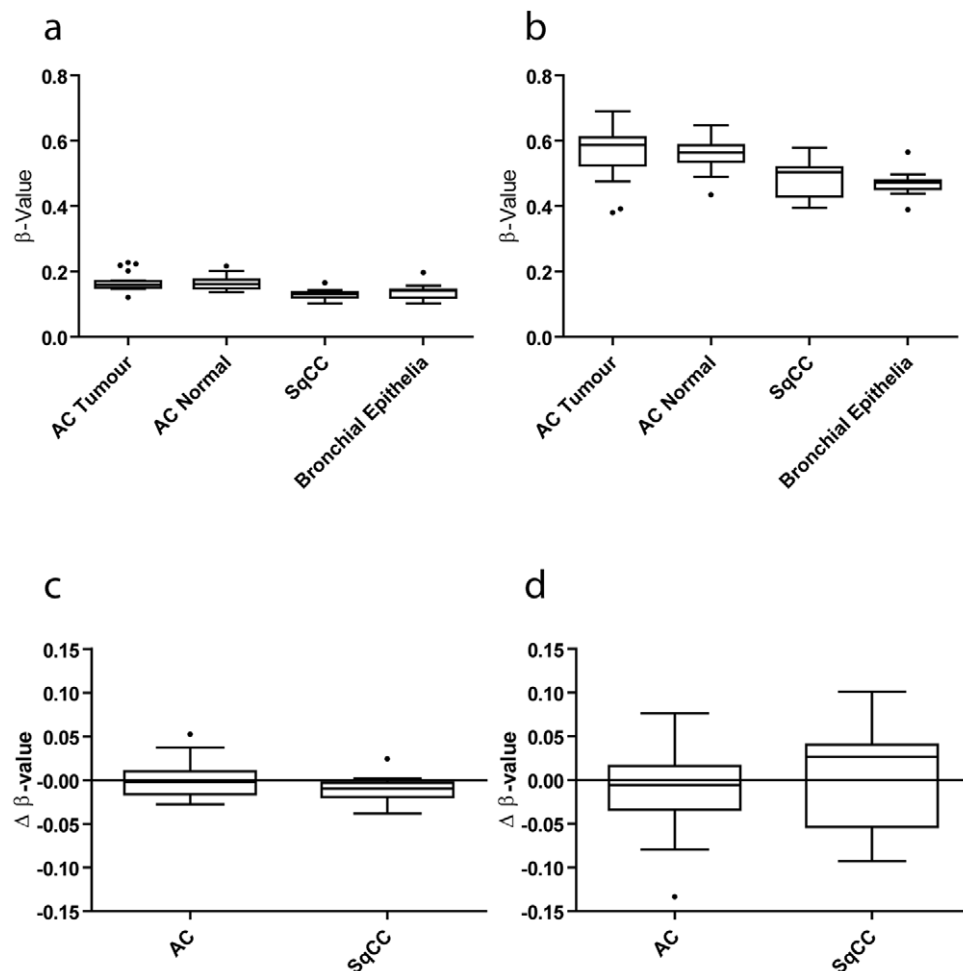 a
β-Value
0.8
0.6
0.4
0.2
0.0
AC Tumour
AC Normal
SqCC
Bronchial Epithelia
b
β-Value
0.8
0.6
0.4
0.2
0.0
AC Tumour
AC Normal
SqCC
Bronchial Epithelia
c
Δ β-value
0.15
0.10
0.05
-0.00
-0.05
-0.10
-0.15
AC
SqCC
d
Δ β-value
0.15
0.10
0.05
-0.00
-0.05
-0.10
-0.15
AC
SqCC